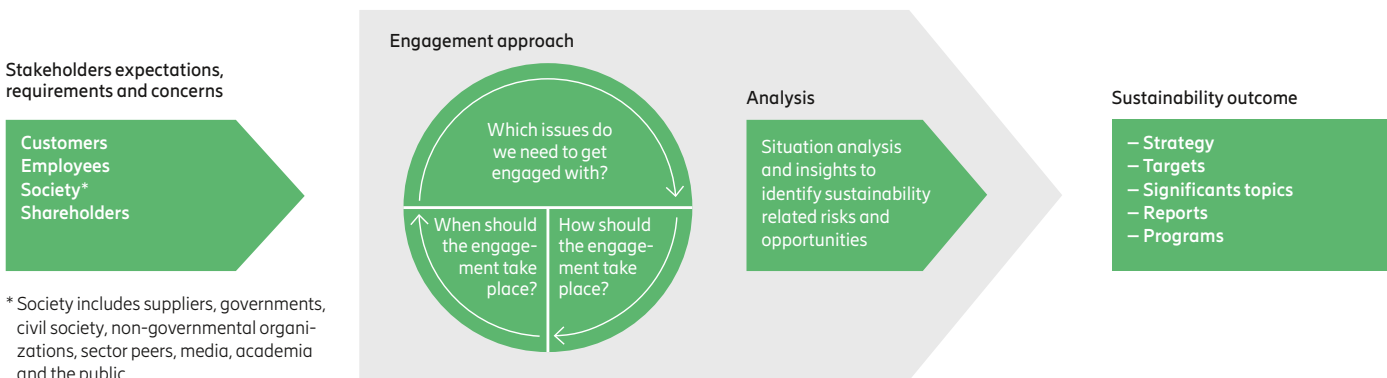 Stakeholders expectations,
requirements and concerns
Customers
Employees
Society*
Shareholders
* Society includes suppliers, governments,
civil society, non-governmental organi-
zations, sector peers, media, academia
and the public
Engagement approach
Which issues do
we need to get
engaged with?
When should
the engage-
ment take
place?
How should
the engage-
ment take
place?
Analysis
Situation analysis
and insights to
identify sustainability
related risks and
opportunities
Sustainability outcome
– Strategy
– Targets
– Significants topics
– Reports
– Programs